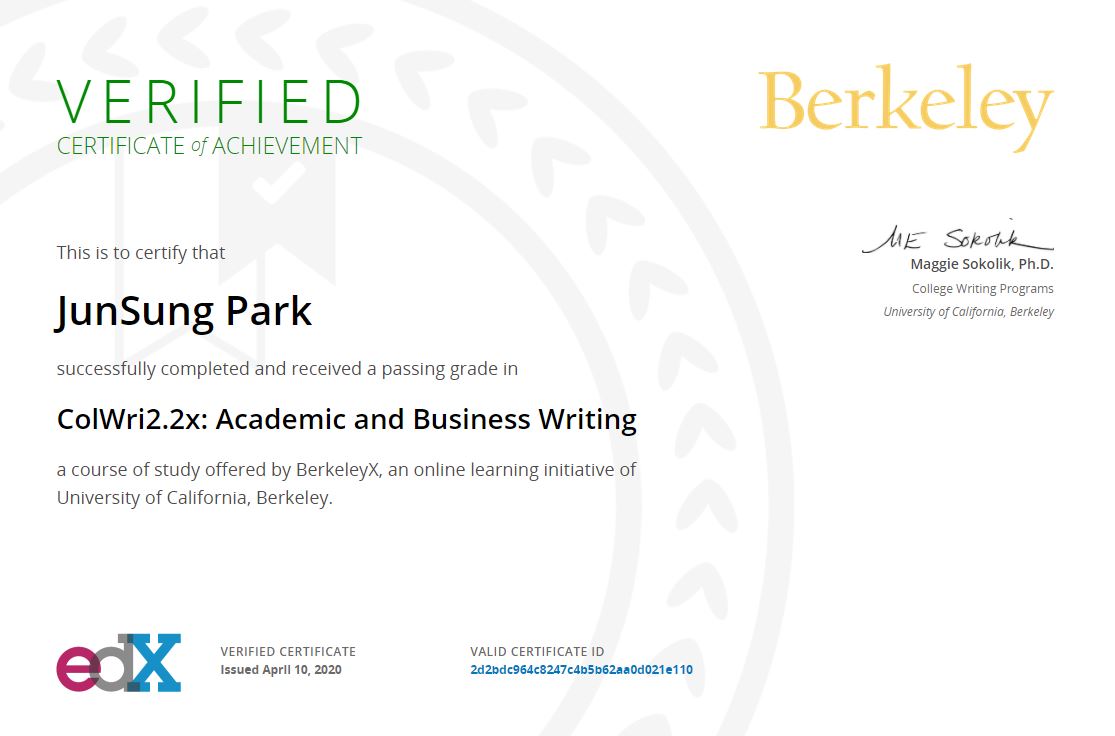 VERIFIED
CERTIFICATE of ACHIEVEMENT
Berkeley
This is to certify that
JunSung Park
successfully completed and received a passing grade in
ColWri2.2x: Academic and Business Writing
a course of study offered by BerkeleyX, an online learning initiative of
University of California, Berkeley.
ME Sokolik
Maggie Sokolik, Ph.D.
College Writing Programs
University of California, Berkeley
edX
VERIFIED CERTIFICATE
Issued April 10, 2020
VALID CERTIFICATE ID
2d2bdc964c8247c4b5b62aa0d021e110